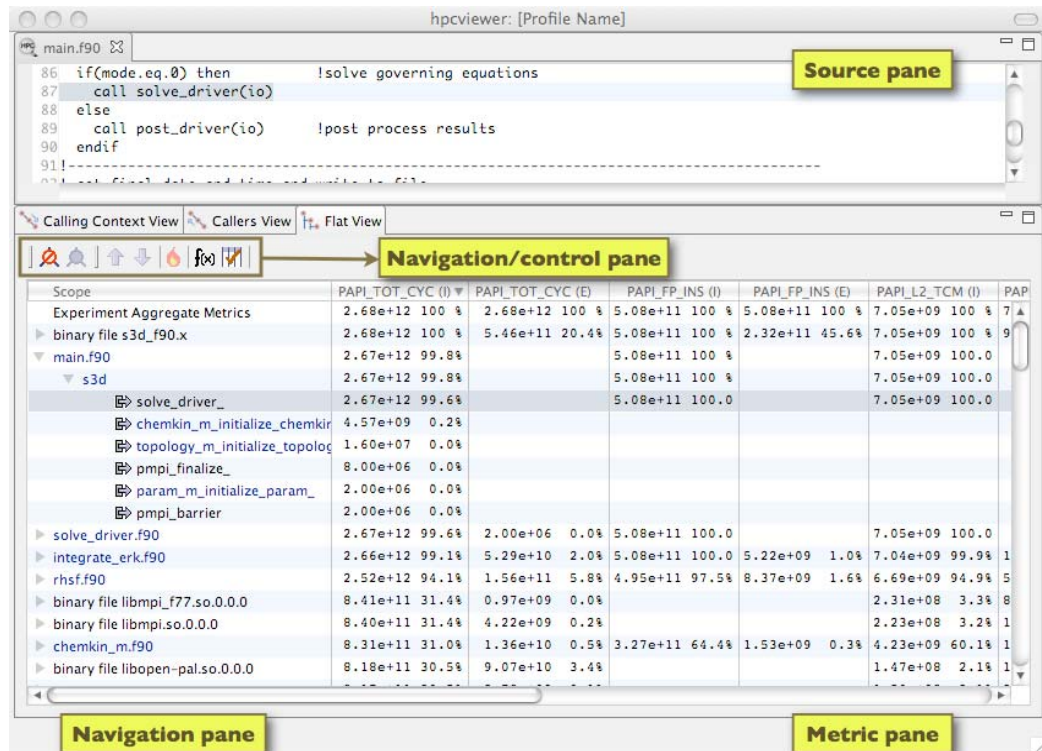 hpcviewer: [Profile Name]
main.f90
Source pane
86 if(mode.eq.0) then !solve governing equations
87 call solve_driver(io)
88 else
89 call post_driver(io) !post process results
90 endif
91!-----------------------------------------------------------------------------
Calling Context View Callers View Flat View
f(x)
Navigation/control pane
Scope PAPI_TOT_CYC (I) PAPI_TOT_CYC (E) PAPI_FP_INS (I) PAPI_FP_INS (E) PAPI_L2_TCM (I) PAP
Experiment Aggregate Metrics 2.68e+12 100 % 2.68e+12 100 % 5.08e+11 100 % 5.08e+11 100 % 7.05e+09 100 % 7
binary file s3d_f90.x 2.68e+12 100 % 5.46e+11 20.4% 5.08e+11 100 % 2.32e+11 45.6% 7.05e+09 100 % 9
main.f90 2.67e+12 99.8% 5.08e+11 100 % 7.05e+09 100.0
s3d 2.67e+12 99.8% 5.08e+11 100 % 7.05e+09 100.0
solve_driver_ 2.67e+12 99.6% 5.08e+11 100.0 7.05e+09 100.0
chemkin_m_initialize_chemkin 4.57e+09 0.2%
topology_m_initialize_topolog 1.60e+07 0.0%
pmpi_finalize_ 8.00e+06 0.0%
param_m_initialize_param_ 2.00e+06 0.0%
pmpi_barrier 2.00e+06 0.0%
solve_driver.f90 2.67e+12 99.6% 2.00e+06 0.0% 5.08e+11 100.0 7.05e+09 100.0
integrate_erk.f90 2.66e+12 99.1% 5.29e+10 2.0% 5.08e+11 100.0 5.22e+09 1.0% 7.04e+09 99.9% 1
rhsf.f90 2.52e+12 94.1% 1.56e+11 5.8% 4.95e+11 97.5% 8.37e+09 1.6% 6.69e+09 94.9% 5
binary file libmpi_f77.so.0.0.0 8.41e+11 31.4% 0.97e+09 0.0% 2.31e+08 3.3% 8
binary file libmpi.so.0.0.0 8.40e+11 31.4% 4.22e+09 0.2% 2.23e+08 3.2% 1
chemkin_m.f90 8.31e+11 31.0% 1.36e+10 0.5% 3.27e+11 64.4% 1.53e+09 0.3% 4.23e+09 60.1% 1
binary file libopen-pal.so.0.0.0 8.18e+11 30.5% 9.07e+10 3.4% 1.47e+08 2.1% 1
Navigation pane
Metric pane